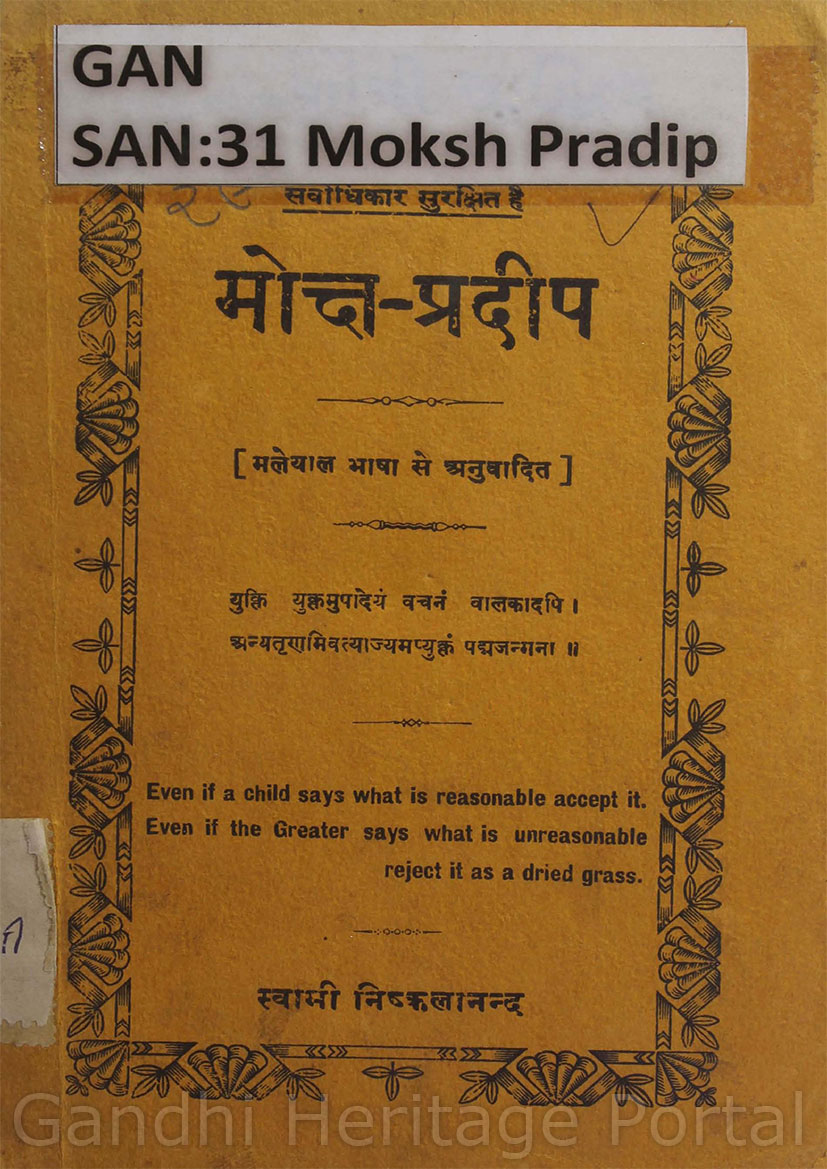 GAN
SAN:31 Moksh Pradip
२९
सर्वाधिकार सुरक्षित है
मोक्ष-प्रदीप
[मलेयाल भाषा से अनुवादित]
युक्ति युक्तमुपादेयं वचनं वालकादपि ।
अन्यतृणमिवत्याज्यमप्युक्तं पद्मजन्मना ॥
Even if a child says what is reasonable accept it.
Even if the Greater says what is unreasonable
reject it as a dried grass.
स्वामी निष्कलानन्द
Gandhi Heritage Portal